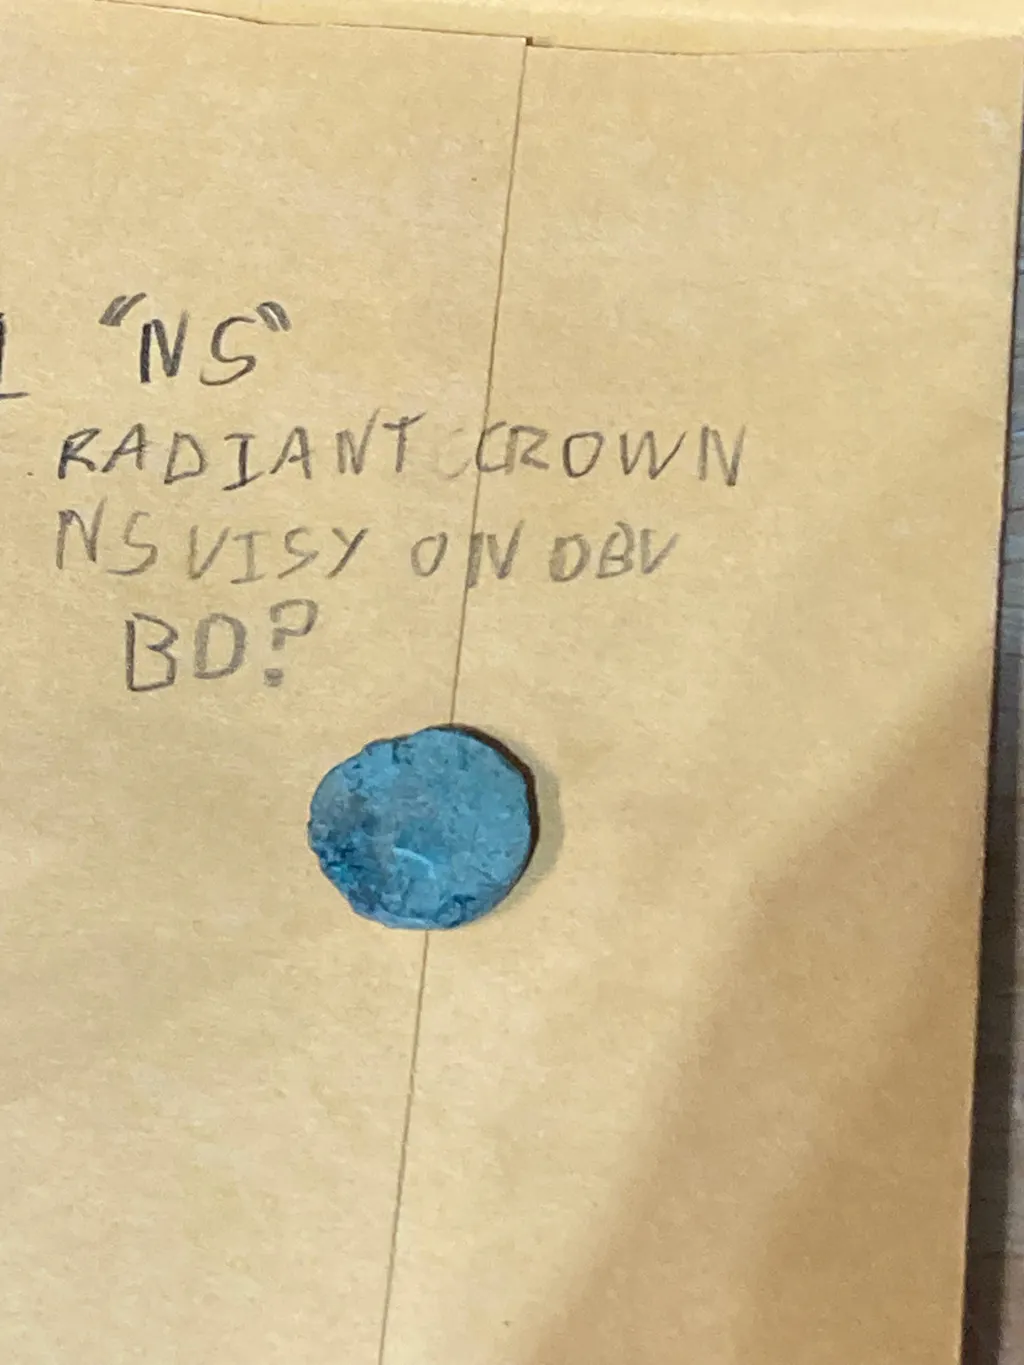 "NS"
RADIANT CROWN
NS VISY ON OBV
BD?